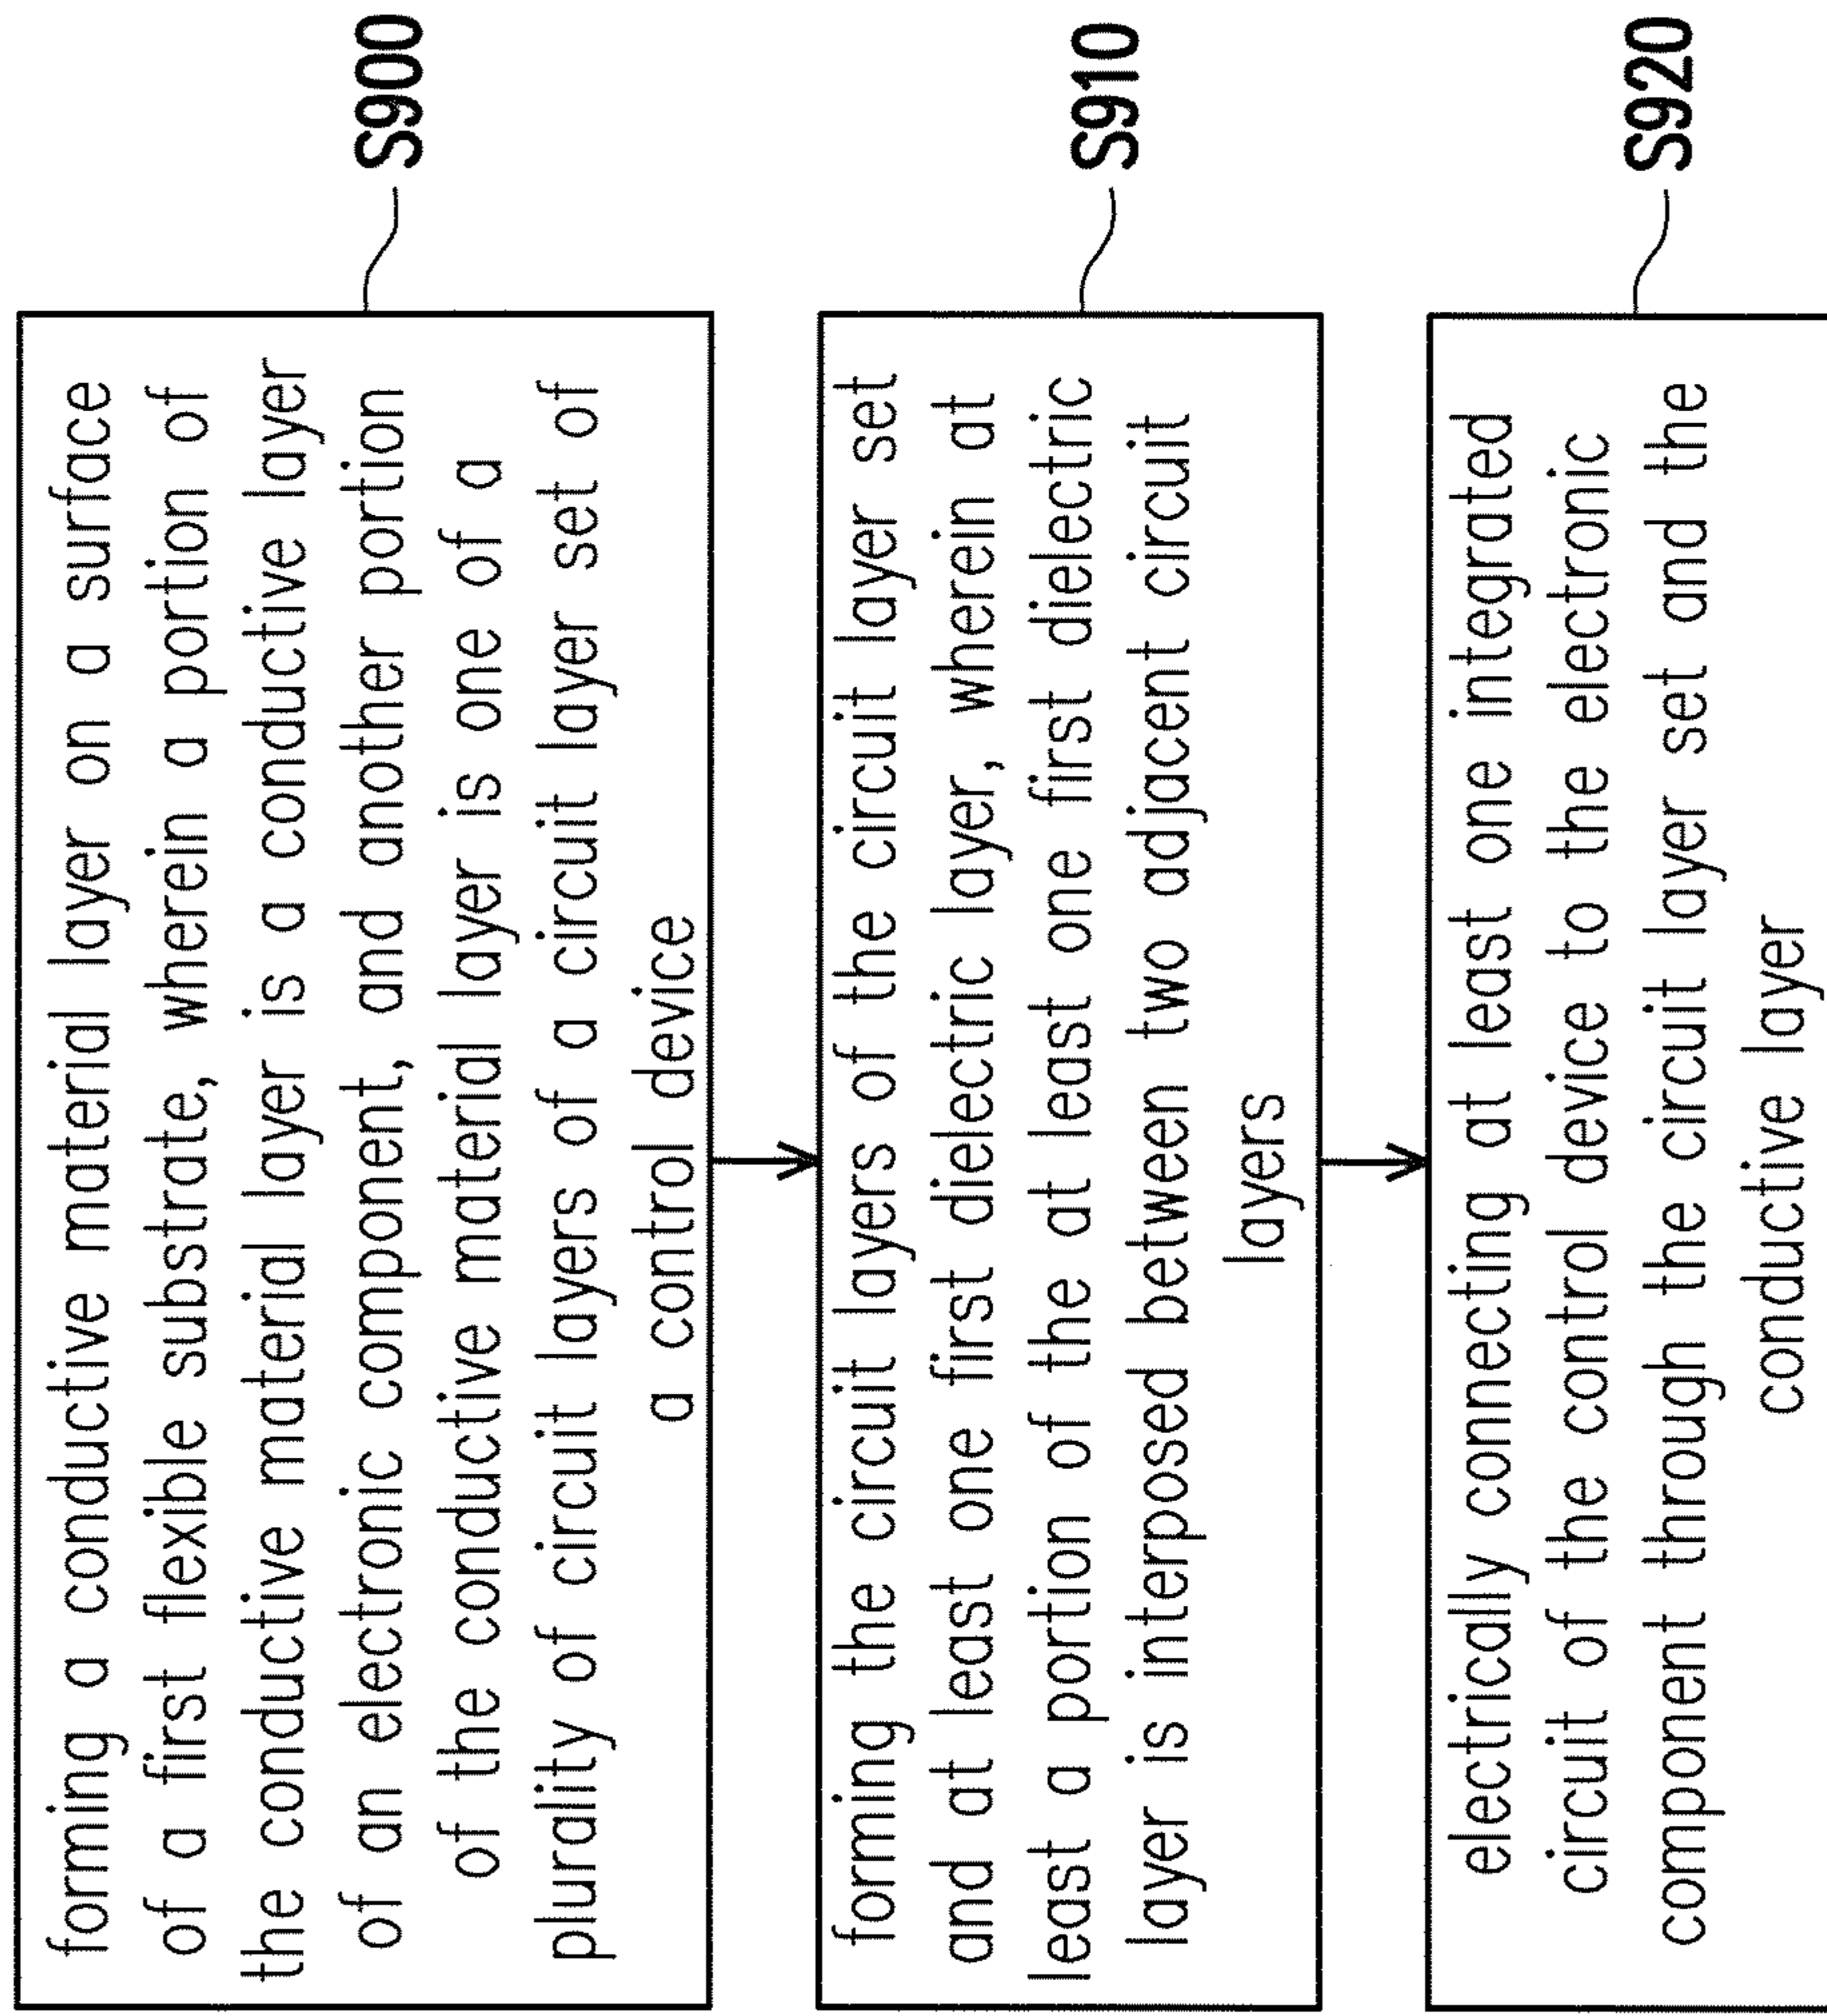 forming a conductive material layer on a surface
of a first flexible substrate, wherein a portion of
the conductive material layer is a conductive layer
of an electronic component, and another portion
of the conductive material layer is one of a
plurality of circuit layers of a circuit layer set of
a control device
S900
forming the circuit layers of the circuit layer set
and at least one first dielectric layer, wherein at
least a portion of the at least one first dielectric
layer is interposed between two adjacent circuit
layers
S910
electrically connecting at least one integrated
circuit of the control device to the electronic
component through the circuit layer set and the
conductive layer
S920